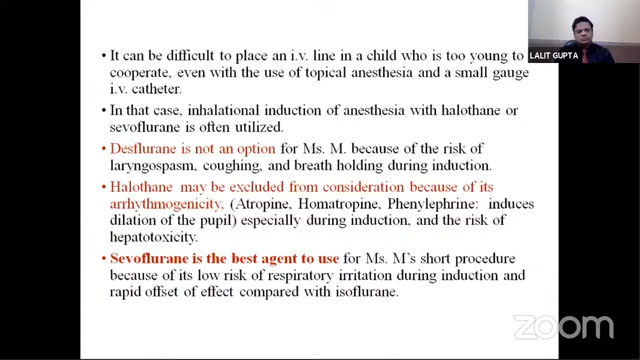 • It can be difficult to place an i.v. line in a child who is too young to
cooperate, even with the use of topical anesthesia and a small gauge
i.v. catheter.
• In that case, inhalational induction of anesthesia with halothane or
sevoflurane is often utilized.
• Desflurane is not an option for Ms. M. because of the risk of
laryngospasm, coughing, and breath holding during induction.
• Halothane may be excluded from consideration because of its
arrhythmogenicity, (Atropine, Homatropine, Phenylephrine: induces
dilation of the pupil) especially during induction, and the risk of
hepatotoxicity.
• Sevoflurane is the best agent to use for Ms. M's short procedure
because of its low risk of respiratory irritation during induction and
rapid offset of effect compared with isoflurane.
LALIT GUPTA
zoom